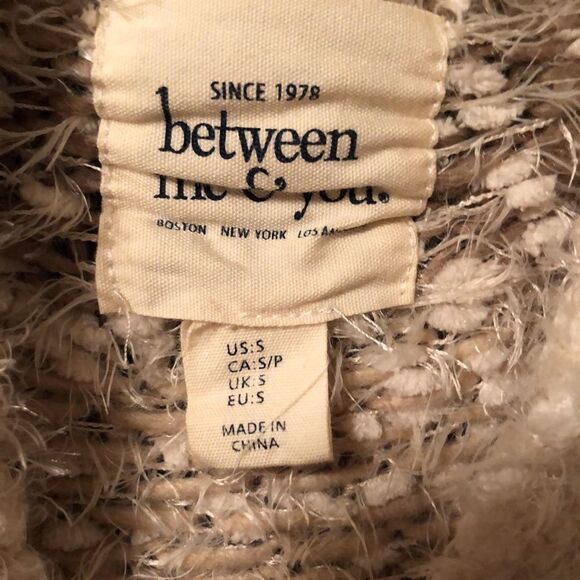 SINCE 1978
between
me & you.
BOSTON NEW YORK LOS
US:S
CA:S/P
UK:S
EU:S
MADE IN
CHINA